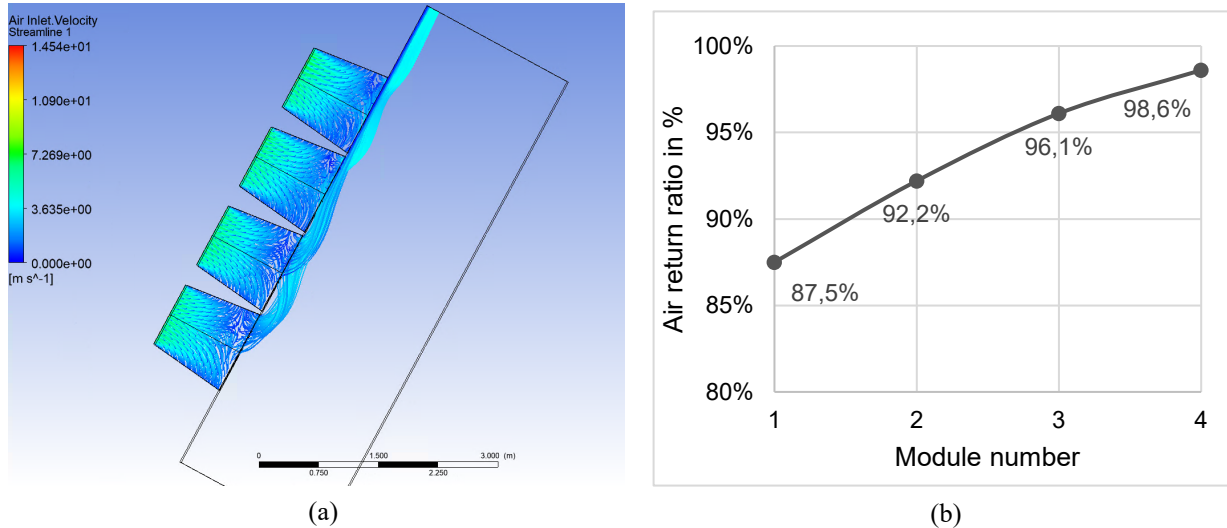 Air Inlet.Velocity
Streamline 1
1.454e+01
1.090e+01
7.269e+00
3.635e+00
0.000e+00
[m s^-1]
0 1.500 3.000 (m)
0.750 2.250
(a)
Air return ratio in %
100%
95%
90%
85%
80%
87,5%
92,2%
96,1%
98,6%
1 2 3 4
Module number
(b)